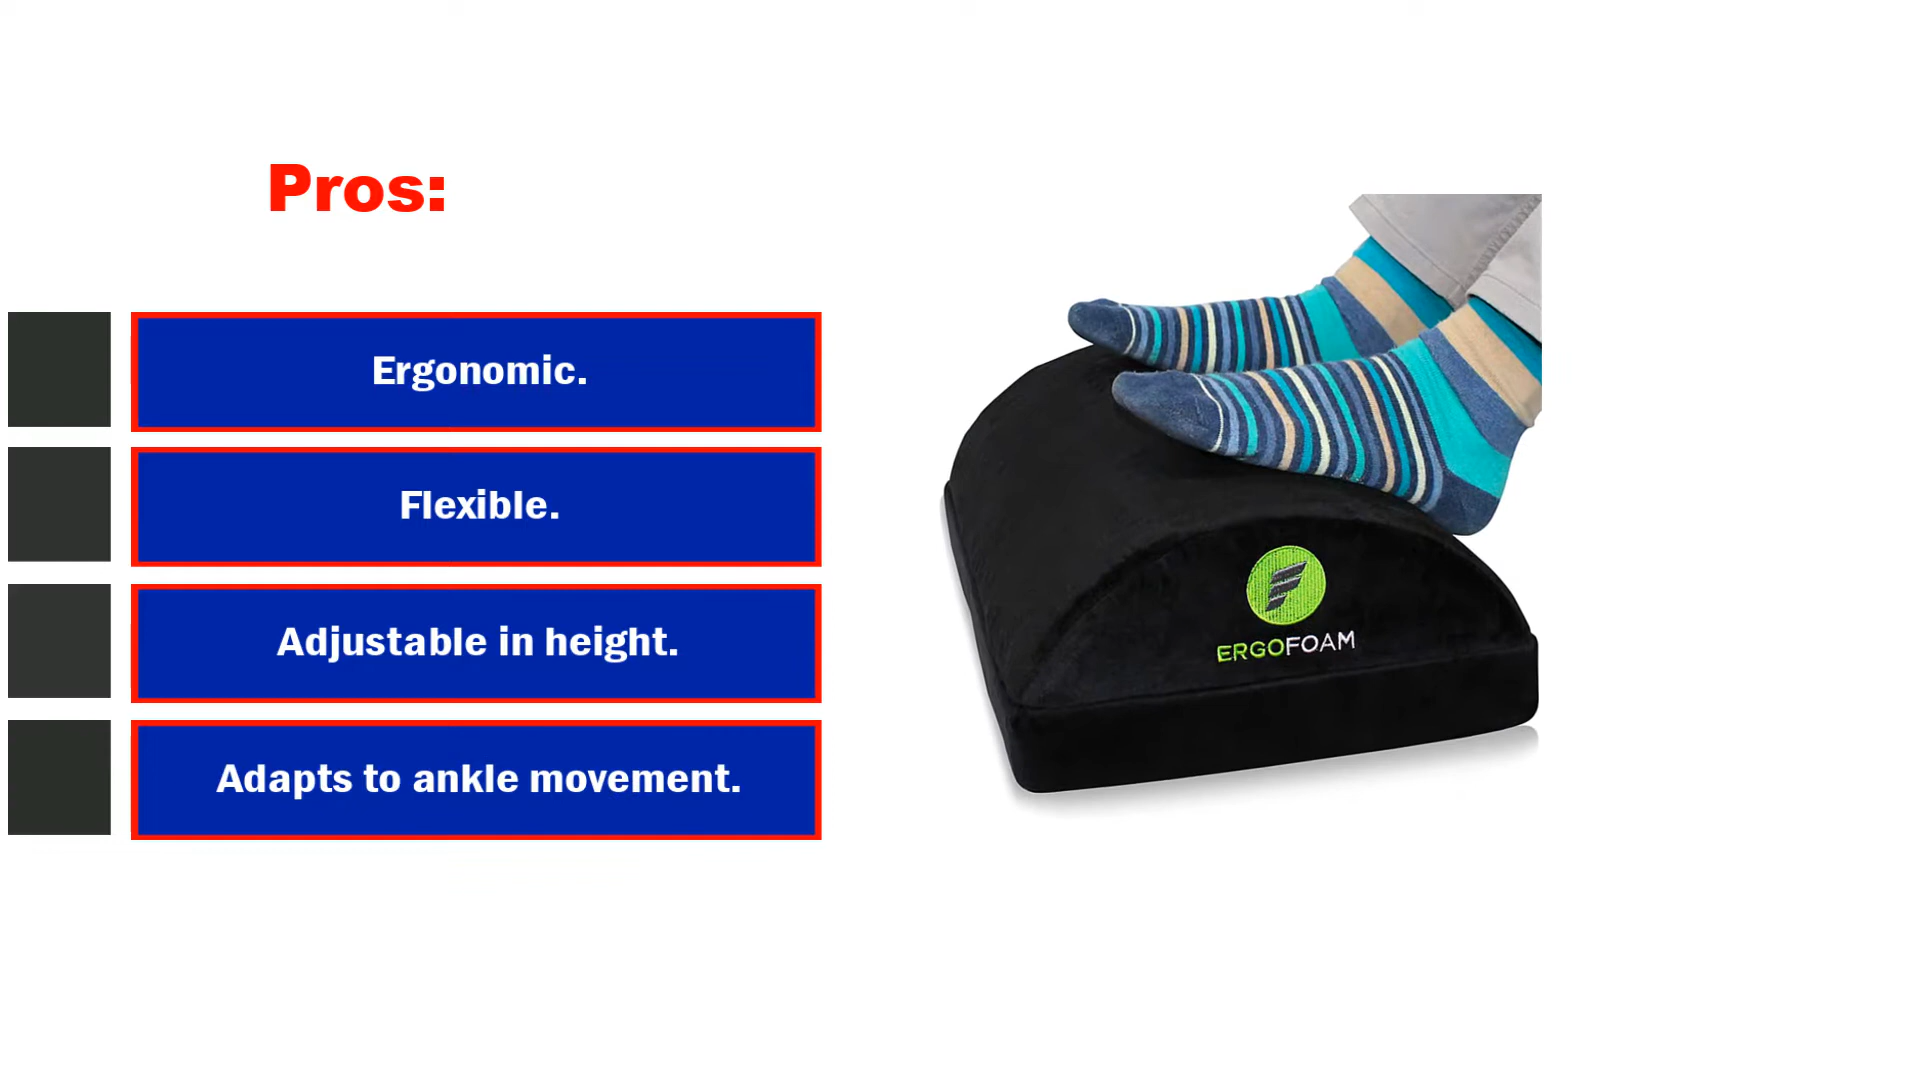 Pros:
Ergonomic.
Flexible.
Adjustable in height.
Adapts to ankle movement.
ERGOFOAM